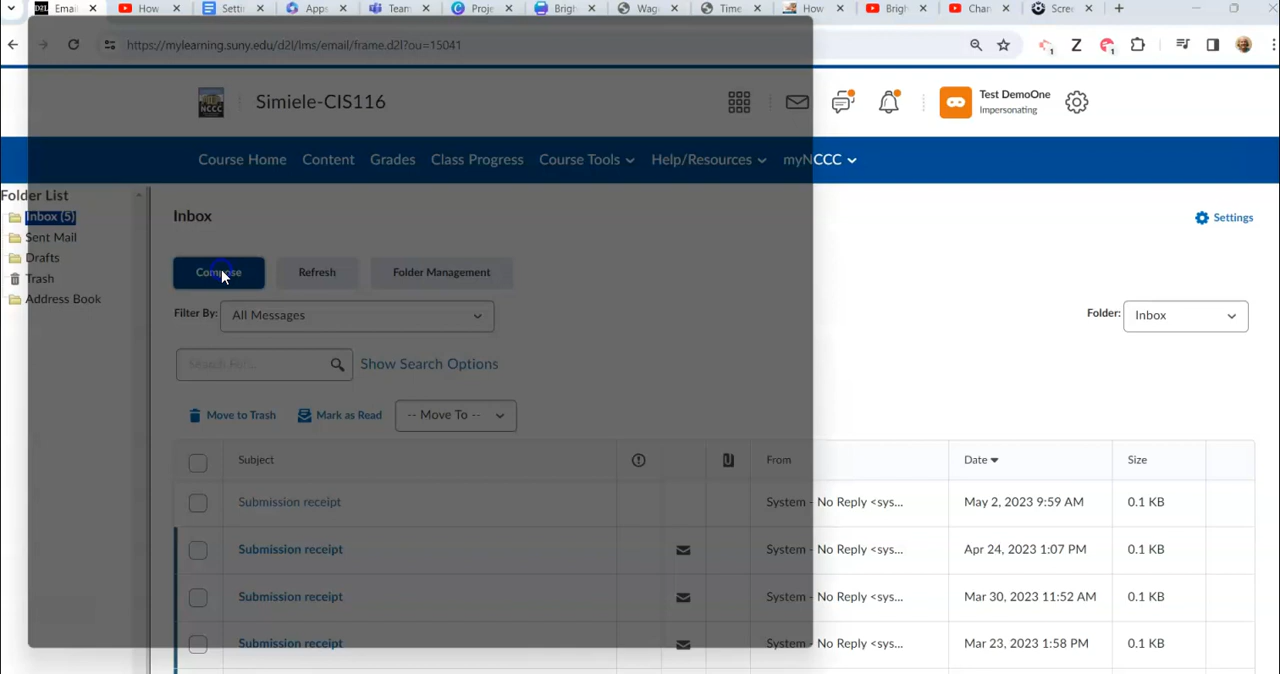 D2L Emai
How
Setti
Apps
Team
Proje
Brigh
Wag
Time
How
Brigh
Chan
Scre
https://mylearning.suny.edu/d2l/lms/email/frame.d2l?ou=15041
Z
1
1
NCCC
Simiele-CIS116
Test DemoOne
Impersonating
Course Home
Content
Grades
Class Progress
Course Tools
Help/Resources
myNCCC
Folder List
Inbox (5)
Sent Mail
Drafts
Trash
Address Book
Inbox
Settings
Compose
Refresh
Folder Management
Filter By:
All Messages
Folder:
Inbox
Search For...
Show Search Options
Move to Trash
Mark as Read
-- Move To --
Subject
From
Date
Size
Submission receipt
System - No Reply <sys...
May 2, 2023 9:59 AM
0.1 KB
Submission receipt
System - No Reply <sys...
Apr 24, 2023 1:07 PM
0.1 KB
Submission receipt
System - No Reply <sys...
Mar 30, 2023 11:52 AM
0.1 KB
Submission receipt
System - No Reply <sys...
Mar 23, 2023 1:58 PM
0.1 KB